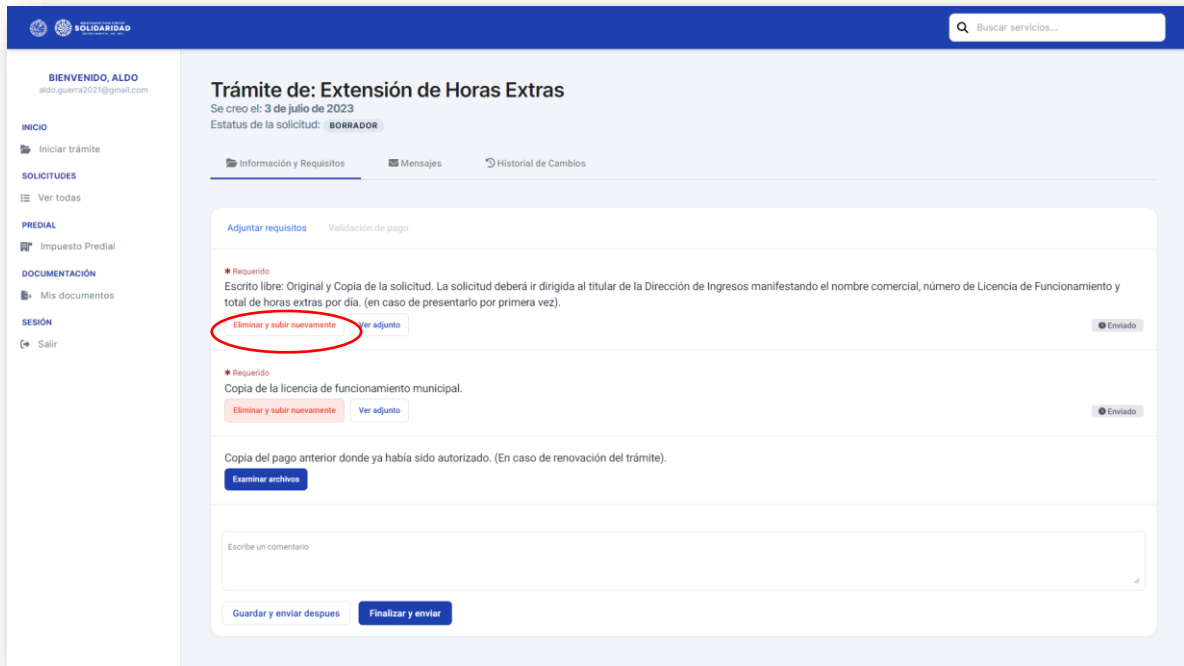 SOLIDARIDAD
Buscar servicios...
BIENVENIDO, ALDO
aldo.guerra2021@gmail.com
INICIO
Iniciar trámite
SOLICITUDES
Ver todas
PREDIAL
Impuesto Predial
DOCUMENTACIÓN
Mis documentos
SESIÓN
Salir
Trámite de: Extensión de Horas Extras
Se creo el: 3 de julio de 2023
Estatus de la solicitud: BORRADOR
Información y Requisitos Mensajes Historial de Cambios
Adjuntar requisitos Validación de pago
✱ Requerido
Escrito libre: Original y Copia de la solicitud. La solicitud deberá ir dirigida al titular de la Dirección de Ingresos manifestando el nombre comercial, número de Licencia de Funcionamiento y
total de horas extras por día. (en caso de presentarlo por primera vez).
Eliminar y subir nuevamente Ver adjunto Enviado
✱ Requerido
Copia de la licencia de funcionamiento municipal.
Eliminar y subir nuevamente Ver adjunto Enviado
Copia del pago anterior donde ya había sido autorizado. (En caso de renovación del trámite).
Examinar archivos
Escribe un comentario
Guardar y enviar despues Finalizar y enviar